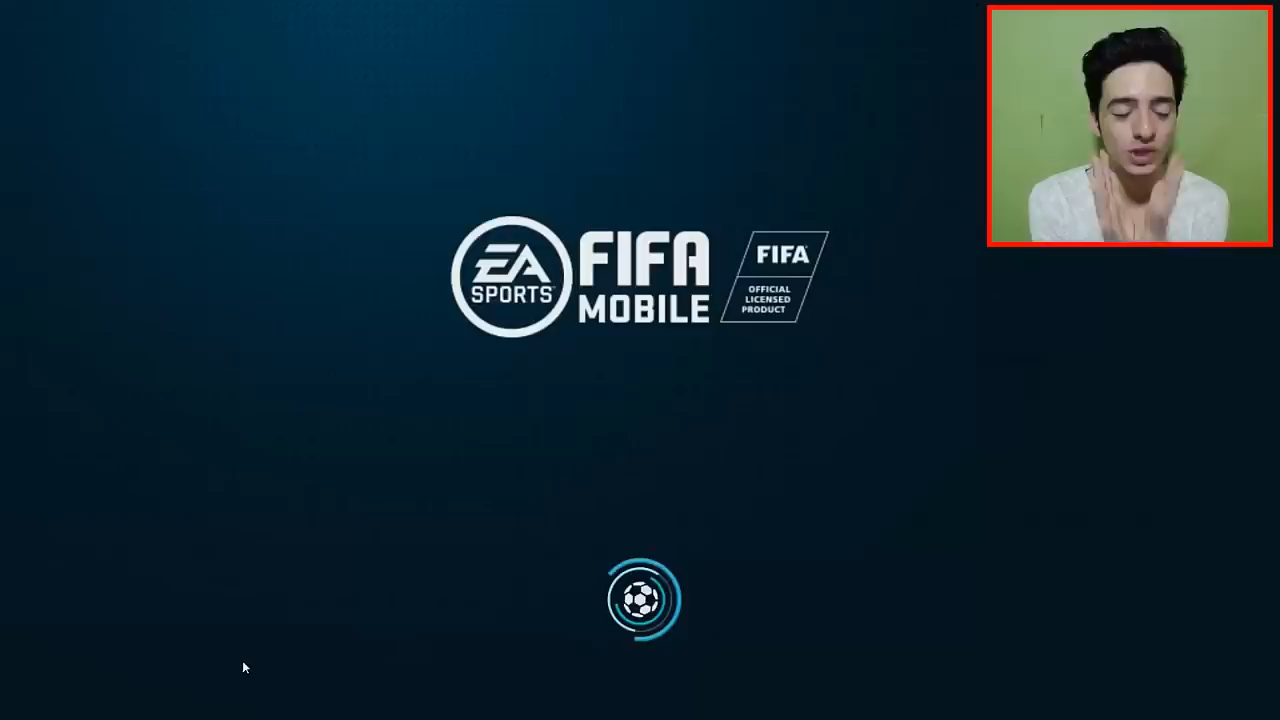 EA
SPORTS
FIFA
MOBILE
FIFA
OFFICIAL
LICENSED
PRODUCT